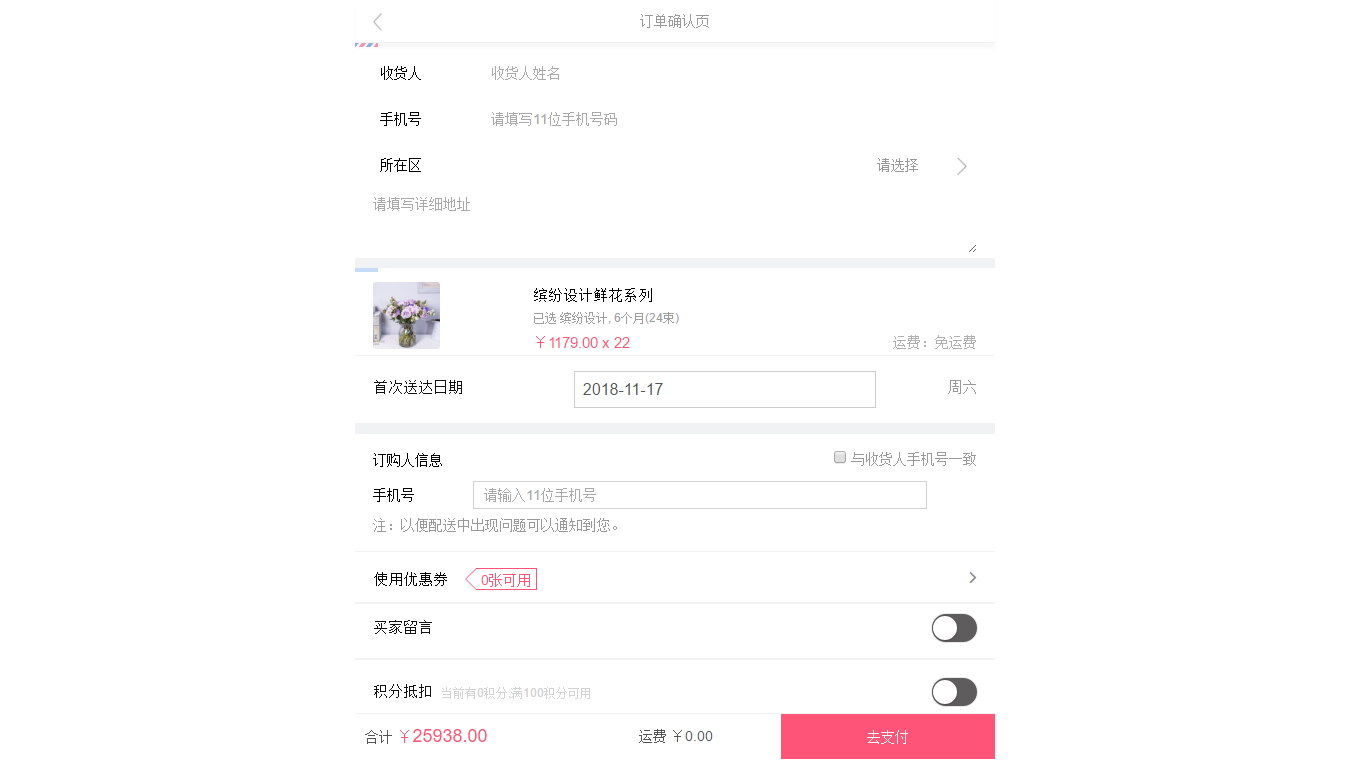 订单确认页
收货人 收货人姓名
手机号 请填写11位手机号码
所在区 请选择
请填写详细地址
缤纷设计鲜花系列
已选 缤纷设计, 6个月(24束)
￥1179.00 x 22 运费：免运费
首次送达日期 2018-11-17 周六
订购人信息 与收货人手机号一致
手机号 请输入11位手机号
注：以便配送中出现问题可以通知到您。
使用优惠券 0张可用
买家留言
积分抵扣 当前有0积分,满100积分可用
合计 ￥25938.00 运费 ￥0.00 去支付